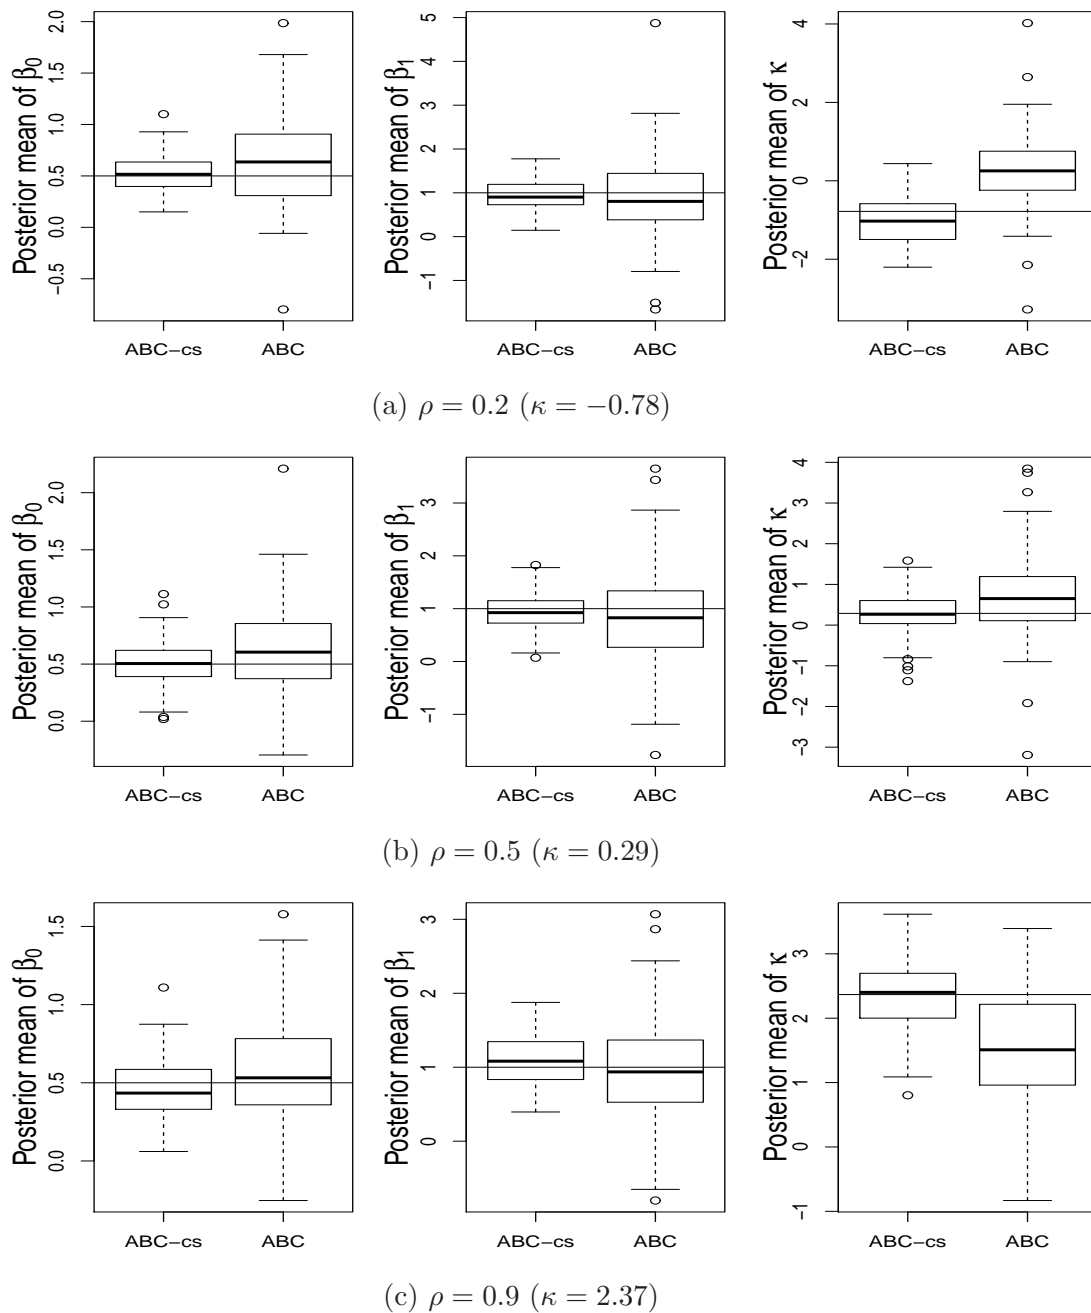 Posterior mean of β₀
2.0
1.5
1.0
0.5
0.0
−0.5
ABC−cs ABC
Posterior mean of β₁
5
4
3
2
1
0
−1
ABC−cs ABC
Posterior mean of κ
4
2
0
−2
ABC−cs ABC
(a) ρ = 0.2 (κ = −0.78)
Posterior mean of β₀
2.0
1.5
1.0
0.5
0.0
ABC−cs ABC
Posterior mean of β₁
3
2
1
0
−1
ABC−cs ABC
Posterior mean of κ
4
3
2
1
0
−1
−2
−3
ABC−cs ABC
(b) ρ = 0.5 (κ = 0.29)
Posterior mean of β₀
1.5
1.0
0.5
0.0
ABC−cs ABC
Posterior mean of β₁
3
2
1
0
ABC−cs ABC
Posterior mean of κ
3
2
1
0
−1
ABC−cs ABC
(c) ρ = 0.9 (κ = 2.37)